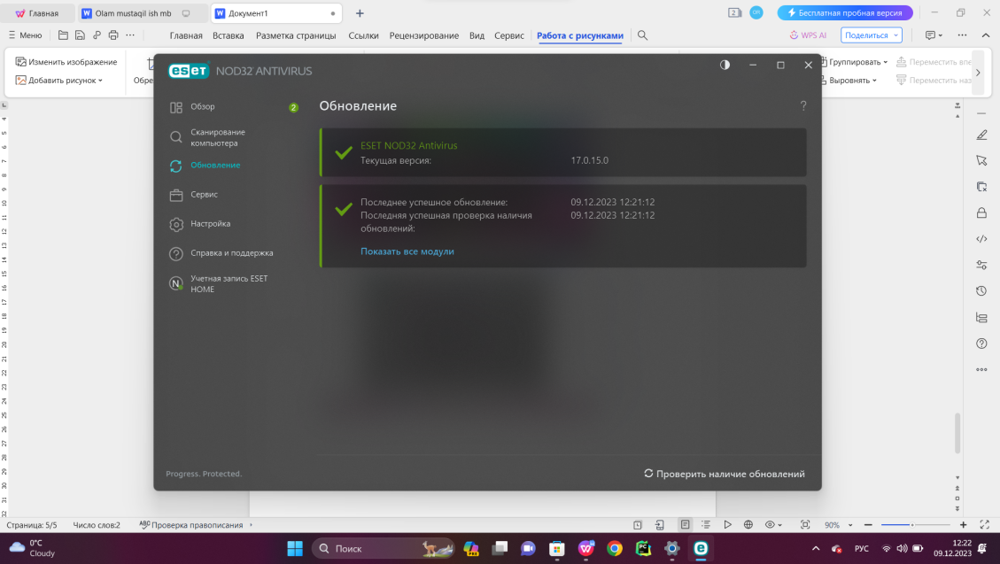 Главная
Olam mustaqil ish mb
Документ1
2
Бесплатная пробная версия
Меню
Главная Вставка Разметка страницы Ссылки Рецензирование Вид Сервис Работа с рисунками
WPS AI
Поделиться
Изменить изображение
Добавить рисунок
Обре
Группировать
Выровнять
Переместить впе
Переместить наз
eset NOD32 ANTIVIRUS
Обзор
2
Сканирование
компьютера
Обновление
Сервис
Настройка
Справка и поддержка
Учетная запись ESET
HOME
Обновление
?
ESET NOD32 Antivirus
Текущая версия: 17.0.15.0
Последнее успешное обновление: 09.12.2023 12:21:12
Последняя успешная проверка наличия 09.12.2023 12:21:12
обновлений:
Показать все модули
Progress. Protected.
Проверить наличие обновлений
Страница: 5/5 Число слов:2 Проверка правописания
90%
0°C
Cloudy
Поиск
РУС
12:22
09.12.2023